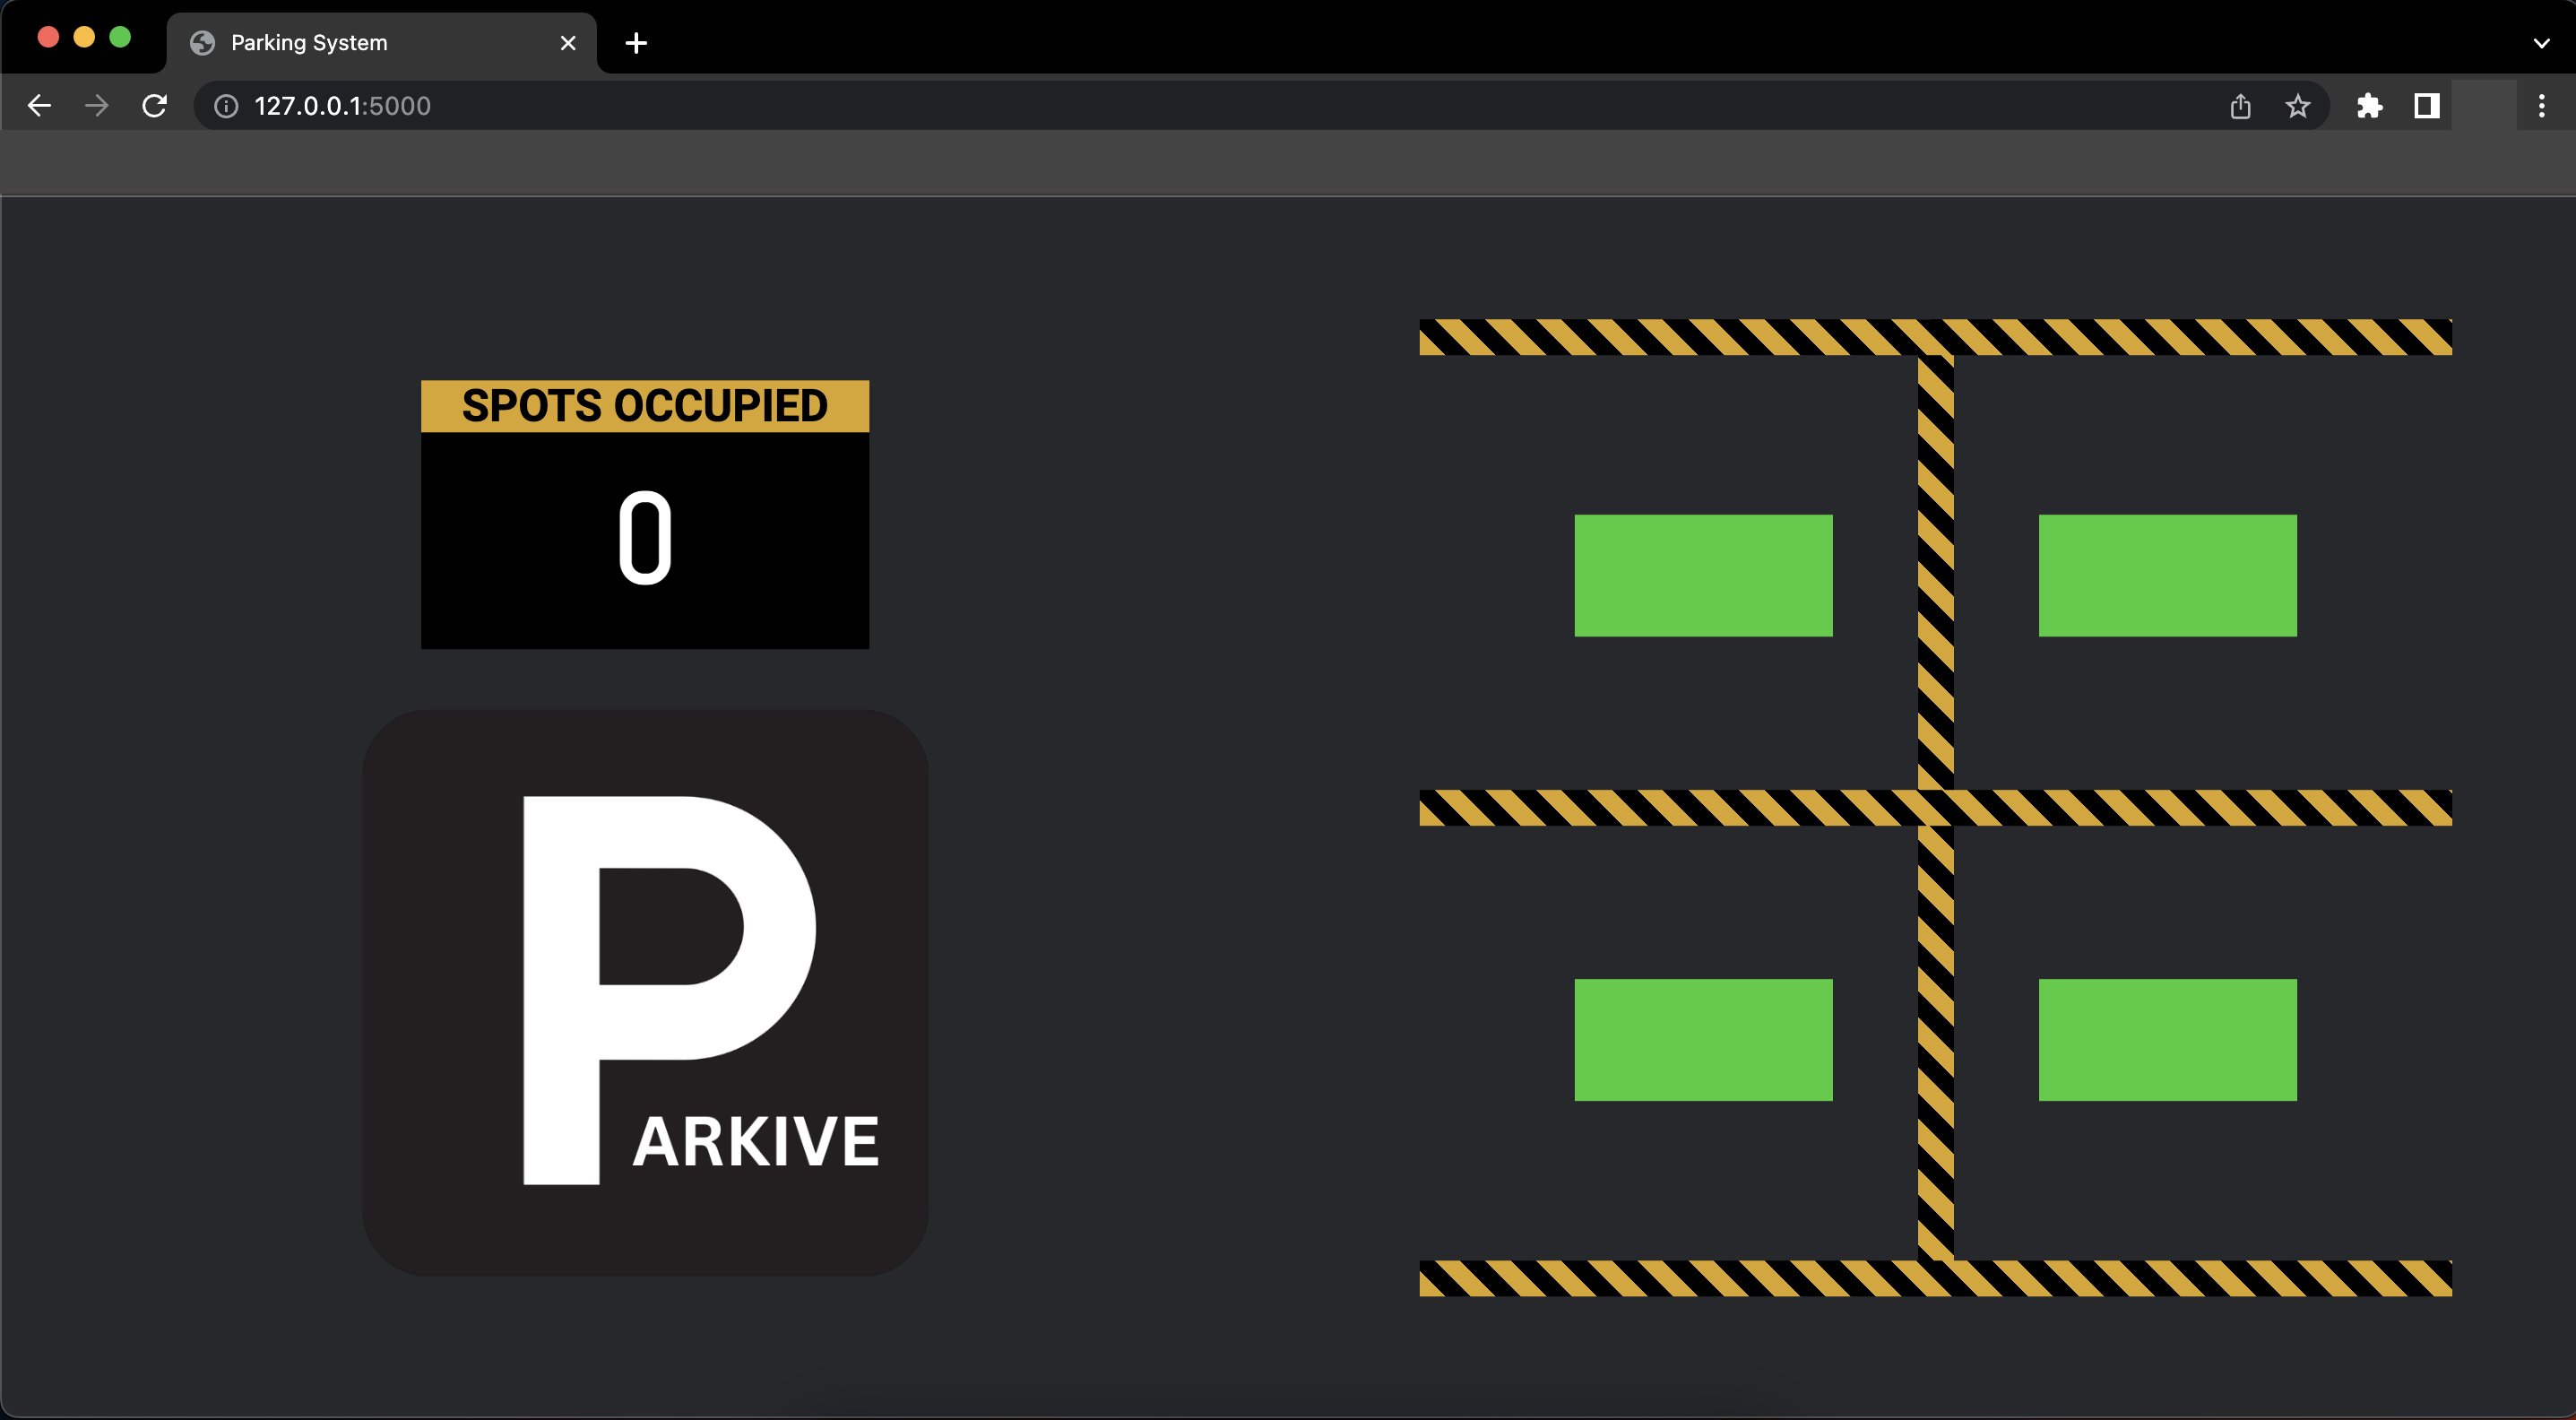 Parking System
127.0.0.1:5000
SPOTS OCCUPIED
0
P
ARKIVE